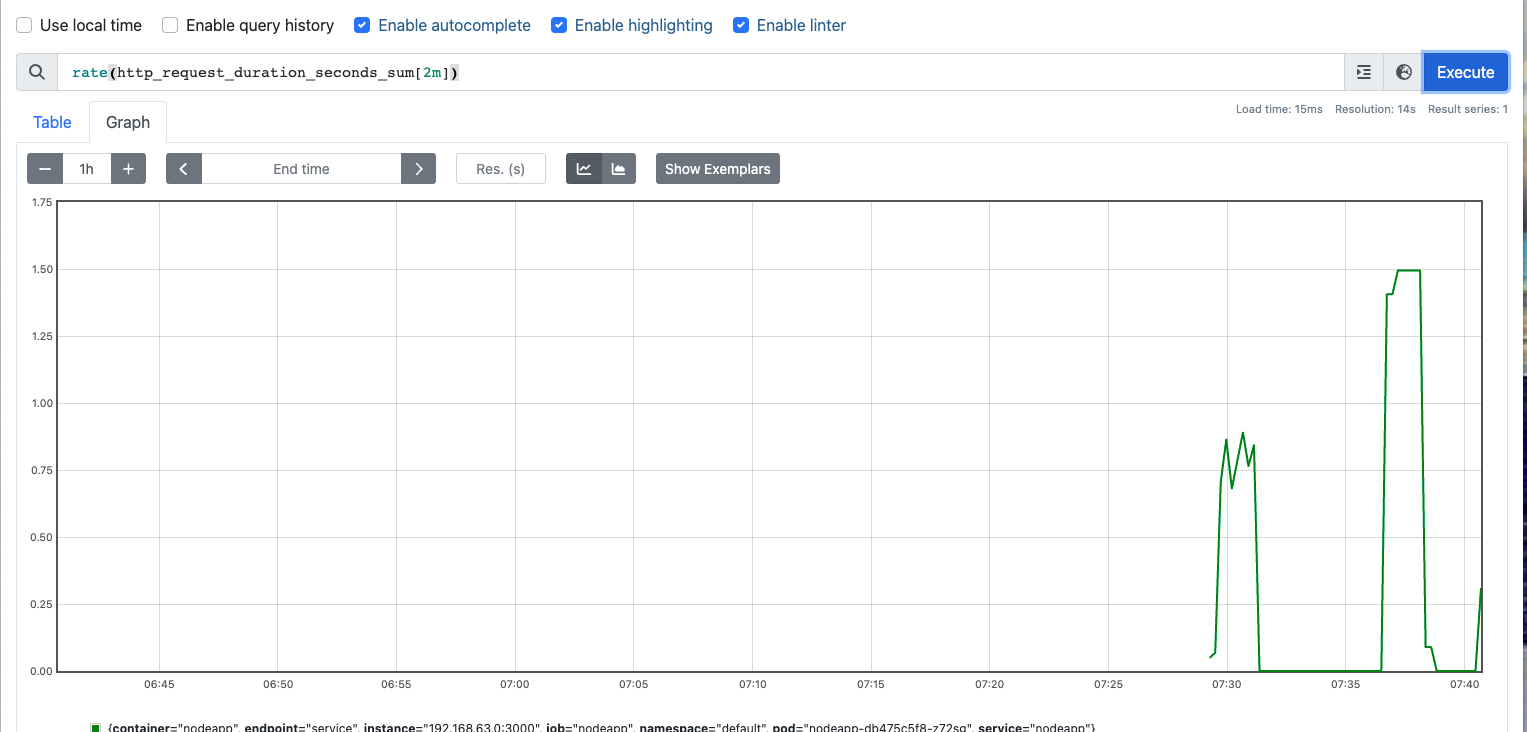 Use local time Enable query history Enable autocomplete Enable highlighting Enable linter
rate(http_request_duration_seconds_sum[2m]) Execute
Load time: 15ms Resolution: 14s Result series: 1
Table Graph
− 1h + End time Res. (s) Show Exemplars
1.75
1.50
1.25
1.00
0.75
0.50
0.25
0.00
06:45 06:50 06:55 07:00 07:05 07:10 07:15 07:20 07:25 07:30 07:35 07:40
{container="nodeapp", endpoint="service", instance="192.168.63.0:3000", job="nodeapp", namespace="default", pod="nodeapp-db475c5f8-z72sg", service="nodeapp"}